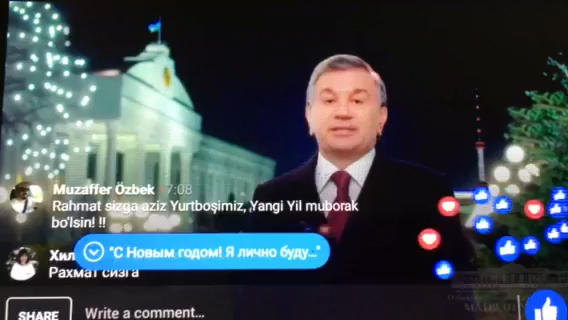 Muzaffer Özbek · 7:08
Rahmat sizga aziz Yurtboşimiz, Yangi Yil muborak
bo'lsin! !!
"С Новым годом! Я лично буду..."
Хил
Рахмат сизга
SHARE
Write a comment...